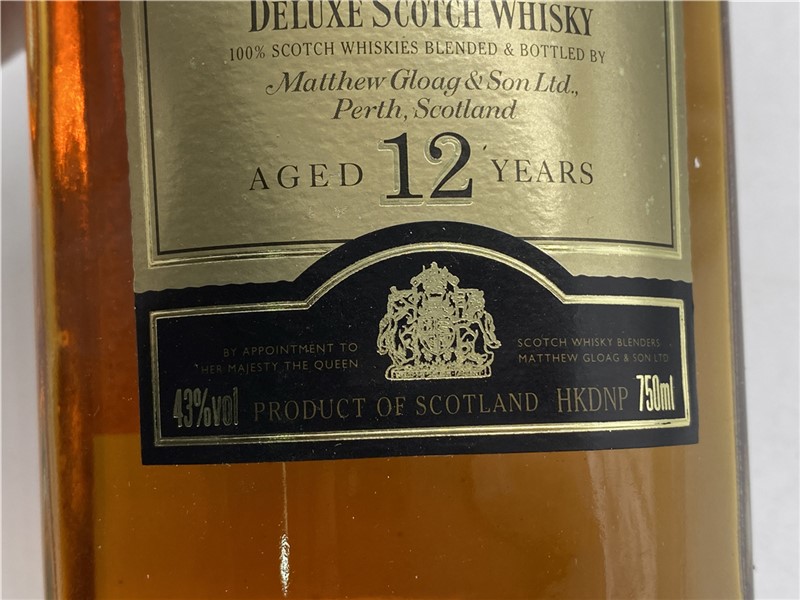 DELUXE SCOTCH WHISKY
100% SCOTCH WHISKIES BLENDED & BOTTLED BY
Matthew Gloag & Son Ltd.,
Perth, Scotland
AGED 12 YEARS
BY APPOINTMENT TO
HER MAJESTY THE QUEEN
SCOTCH WHISKY BLENDERS
MATTHEW GLOAG & SON LTD
43%vol PRODUCT OF SCOTLAND HKDNP 750ml